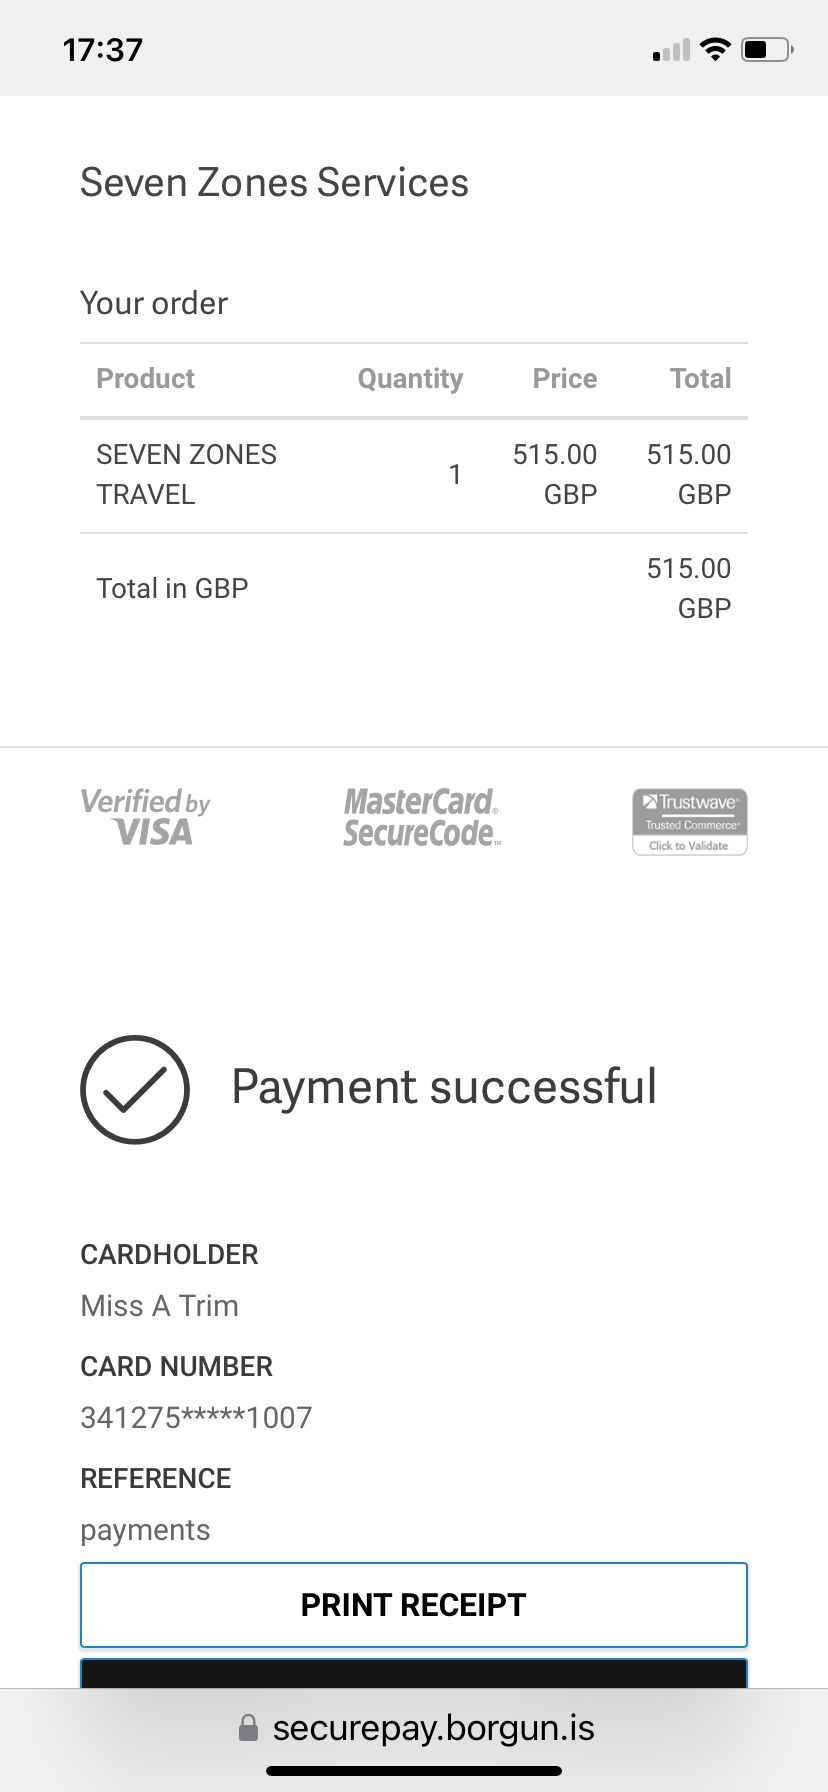 17:37
Seven Zones Services
Your order
Product Quantity Price Total
SEVEN ZONES TRAVEL 1 515.00 GBP 515.00 GBP
Total in GBP 515.00 GBP
Verified by VISA
MasterCard® SecureCode™
Trustwave®
Trusted Commerce™
Click to Validate
Payment successful
CARDHOLDER
Miss A Trim
CARD NUMBER
341275*****1007
REFERENCE
payments
PRINT RECEIPT
securepay.borgun.is